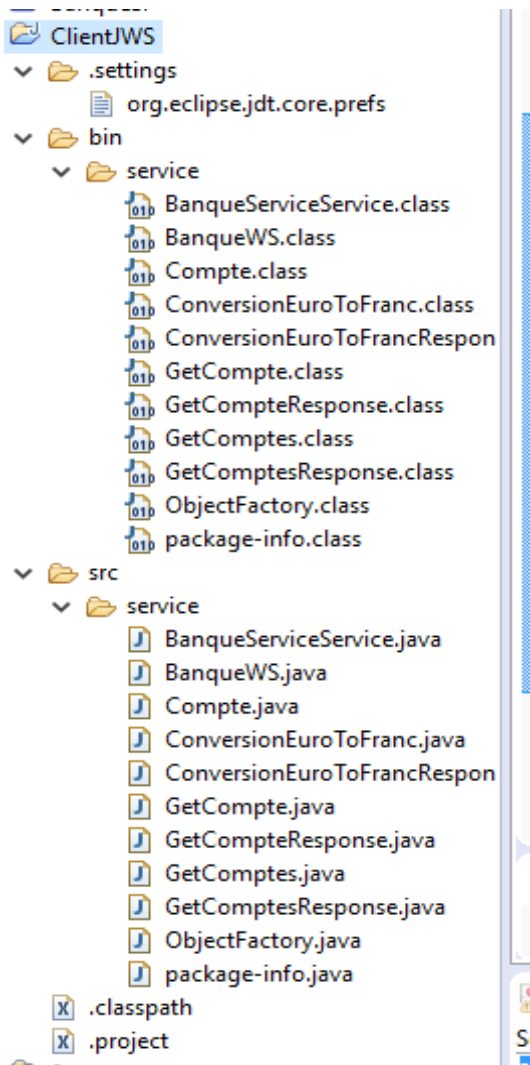 ClientJWS
.settings
org.eclipse.jdt.core.prefs
bin
service
BanqueServiceService.class
BanqueWS.class
Compte.class
ConversionEuroToFranc.class
ConversionEuroToFrancRespon
GetCompte.class
GetCompteResponse.class
GetComptes.class
GetComptesResponse.class
ObjectFactory.class
package-info.class
src
service
BanqueServiceService.java
BanqueWS.java
Compte.java
ConversionEuroToFranc.java
ConversionEuroToFrancRespon
GetCompte.java
GetCompteResponse.java
GetComptes.java
GetComptesResponse.java
ObjectFactory.java
package-info.java
.classpath
.project